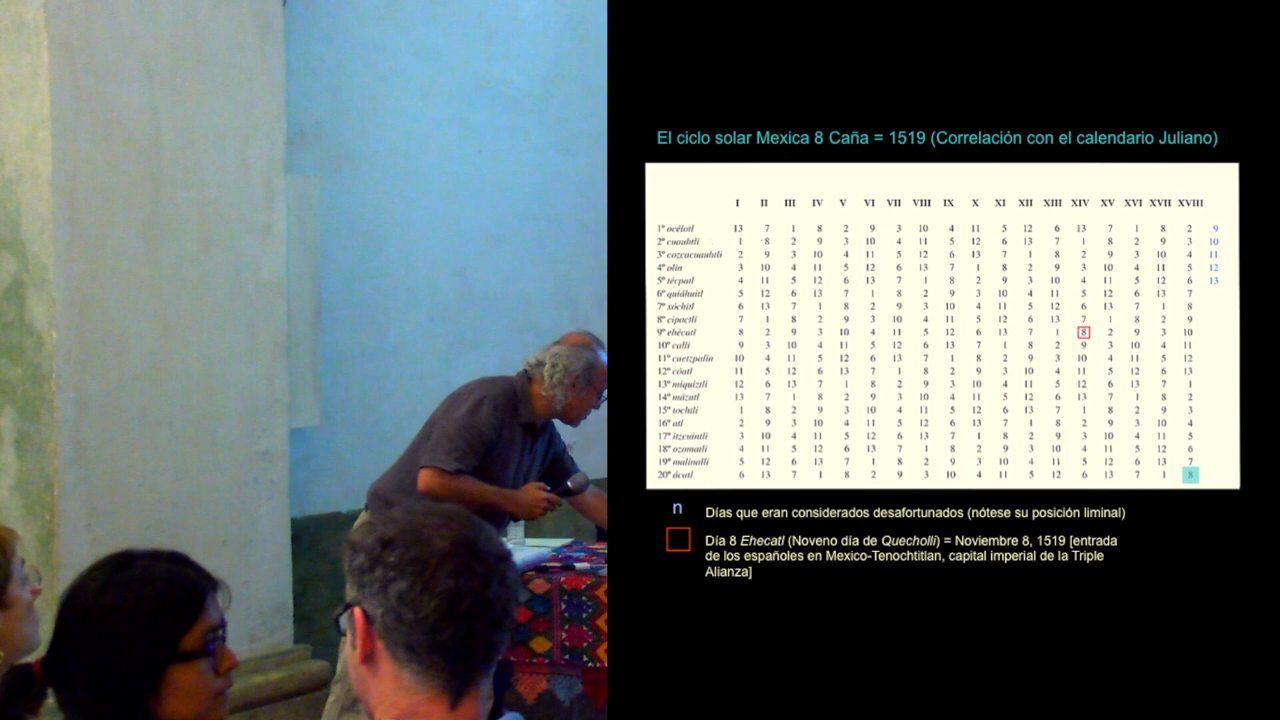 El ciclo solar Mexica 8 Caña = 1519 (Correlación con el calendario Juliano)
I II III IV V VI VII VIII IX X XI XII XIII XIV XV XVI XVII XVIII
1º océlotl 13 7 1 8 2 9 3 10 4 11 5 12 6 13 7 1 8 2 9
2º cuauhtli 1 8 2 9 3 10 4 11 5 12 6 13 7 1 8 2 9 3 10
3º cozcacuauhtli 2 9 3 10 4 11 5 12 6 13 7 1 8 2 9 3 10 4 11
4º olin 3 10 4 11 5 12 6 13 7 1 8 2 9 3 10 4 11 5 12
5º técpatl 4 11 5 12 6 13 7 1 8 2 9 3 10 4 11 5 12 6 13
6º quiáhuitl 5 12 6 13 7 1 8 2 9 3 10 4 11 5 12 6 13 7
7º xóchitl 6 13 7 1 8 2 9 3 10 4 11 5 12 6 13 7 1 8
8º cipactli 7 1 8 2 9 3 10 4 11 5 12 6 13 7 1 8 2 9
9º ehécatl 8 2 9 3 10 4 11 5 12 6 13 7 1 8 2 9 3 10
10º calli 9 3 10 4 11 5 12 6 13 7 1 8 2 9 3 10 4 11
11º cuetzpalin 10 4 11 5 12 6 13 7 1 8 2 9 3 10 4 11 5 12
12º cóatl 11 5 12 6 13 7 1 8 2 9 3 10 4 11 5 12 6 13
13º miquiztli 12 6 13 7 1 8 2 9 3 10 4 11 5 12 6 13 7 1
14º mázatl 13 7 1 8 2 9 3 10 4 11 5 12 6 13 7 1 8 2
15º tochtli 1 8 2 9 3 10 4 11 5 12 6 13 7 1 8 2 9 3
16º atl 2 9 3 10 4 11 5 12 6 13 7 1 8 2 9 3 10 4
17º itzcuintli 3 10 4 11 5 12 6 13 7 1 8 2 9 3 10 4 11 5
18º ozomatli 4 11 5 12 6 13 7 1 8 2 9 3 10 4 11 5 12 6
19º malinalli 5 12 6 13 7 1 8 2 9 3 10 4 11 5 12 6 13 7
20º ácatl 6 13 7 1 8 2 9 3 10 4 11 5 12 6 13 7 1 8
n Días que eran considerados desafortunados (nótese su posición liminal)
Día 8 Ehecatl (Noveno día de Quecholli) = Noviembre 8, 1519 [entrada
de los españoles en Mexico-Tenochtitlan, capital imperial de la Triple
Alianza]